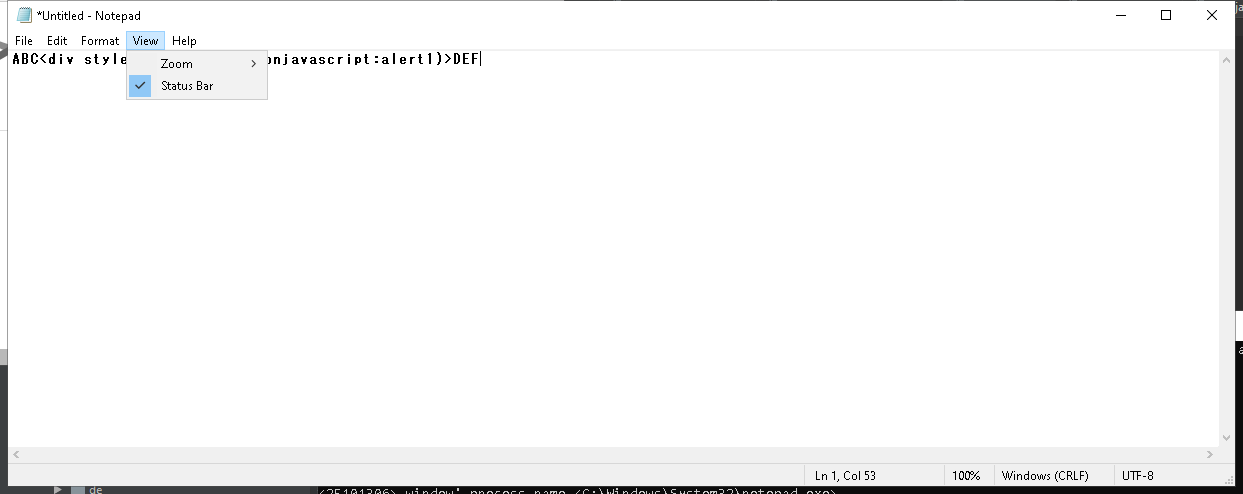 *Untitled - Notepad
File Edit Format View Help
ABC<div style onjavascript:alert1)>DEF
Zoom
Status Bar
Ln 1, Col 53 100% Windows (CRLF) UTF-8
de
<25101306> window' process name <C:\Windows\System32\notepad.exe>